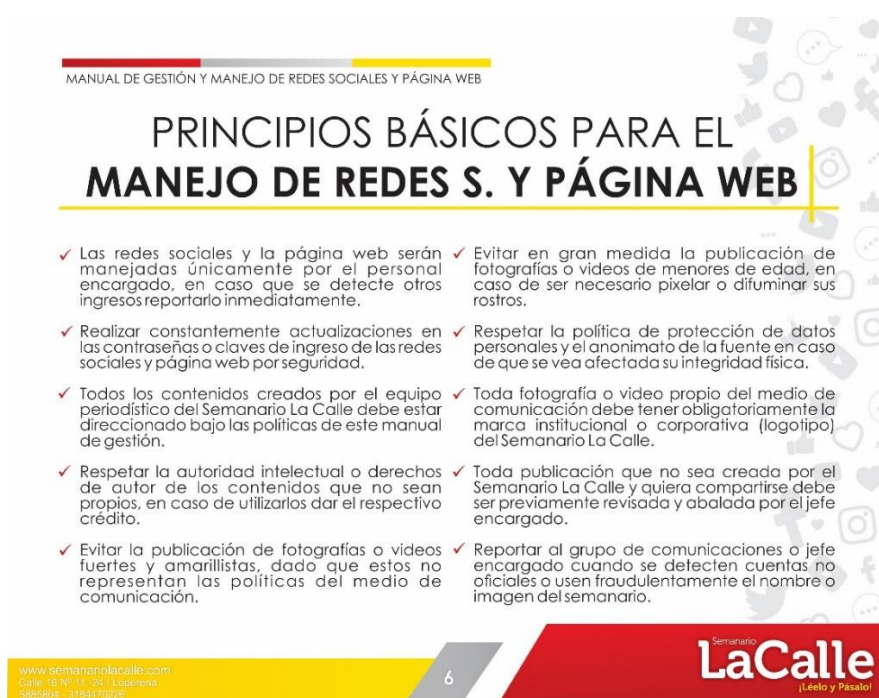 MANUAL DE GESTIÓN Y MANEJO DE REDES SOCIALES Y PÁGINA WEB
PRINCIPIOS BÁSICOS PARA EL
MANEJO DE REDES S. Y PÁGINA WEB
✓ Las redes sociales y la página web serán
manejadas únicamente por el personal
encargado, en caso que se detecte otros
ingresos reportarlo inmediatamente.
✓ Realizar constantemente actualizaciones en
las contraseñas o claves de ingreso de las redes
sociales y página web por seguridad.
✓ Todos los contenidos creados por el equipo
periodístico del Semanario La Calle debe estar
direccionado bajo las políticas de este manual
de gestión.
✓ Respetar la autoridad intelectual o derechos
de autor de los contenidos que no sean
propios, en caso de utilizarlos dar el respectivo
crédito.
✓ Evitar la publicación de fotografías o videos
fuertes y amarillistas, dado que estos no
representan las políticas del medio de
comunicación.
✓ Evitar en gran medida la publicación de
fotografías o videos de menores de edad, en
caso de ser necesario pixelar o difuminar sus
rostros.
✓ Respetar la política de protección de datos
personales y el anonimato de la fuente en caso
de que se vea afectada su integridad física.
✓ Toda fotografía o video propio del medio de
comunicación debe tener obligatoriamente la
marca institucional o corporativa (logotipo)
del Semanario La Calle.
✓ Toda publicación que no sea creada por el
Semanario La Calle y quiera compartirse debe
ser previamente revisada y abalada por el jefe
encargado.
✓ Reportar al grupo de comunicaciones o jefe
encargado cuando se detecten cuentas no
oficiales o usen fraudulentamente el nombre o
imagen del semanario.
www.semanariolacalle.com
Calle 16 Nº 11 -24 / Loperena
5885804 - 3184470226
6
Semanario
LaCalle
¡Léelo y Pásalo!